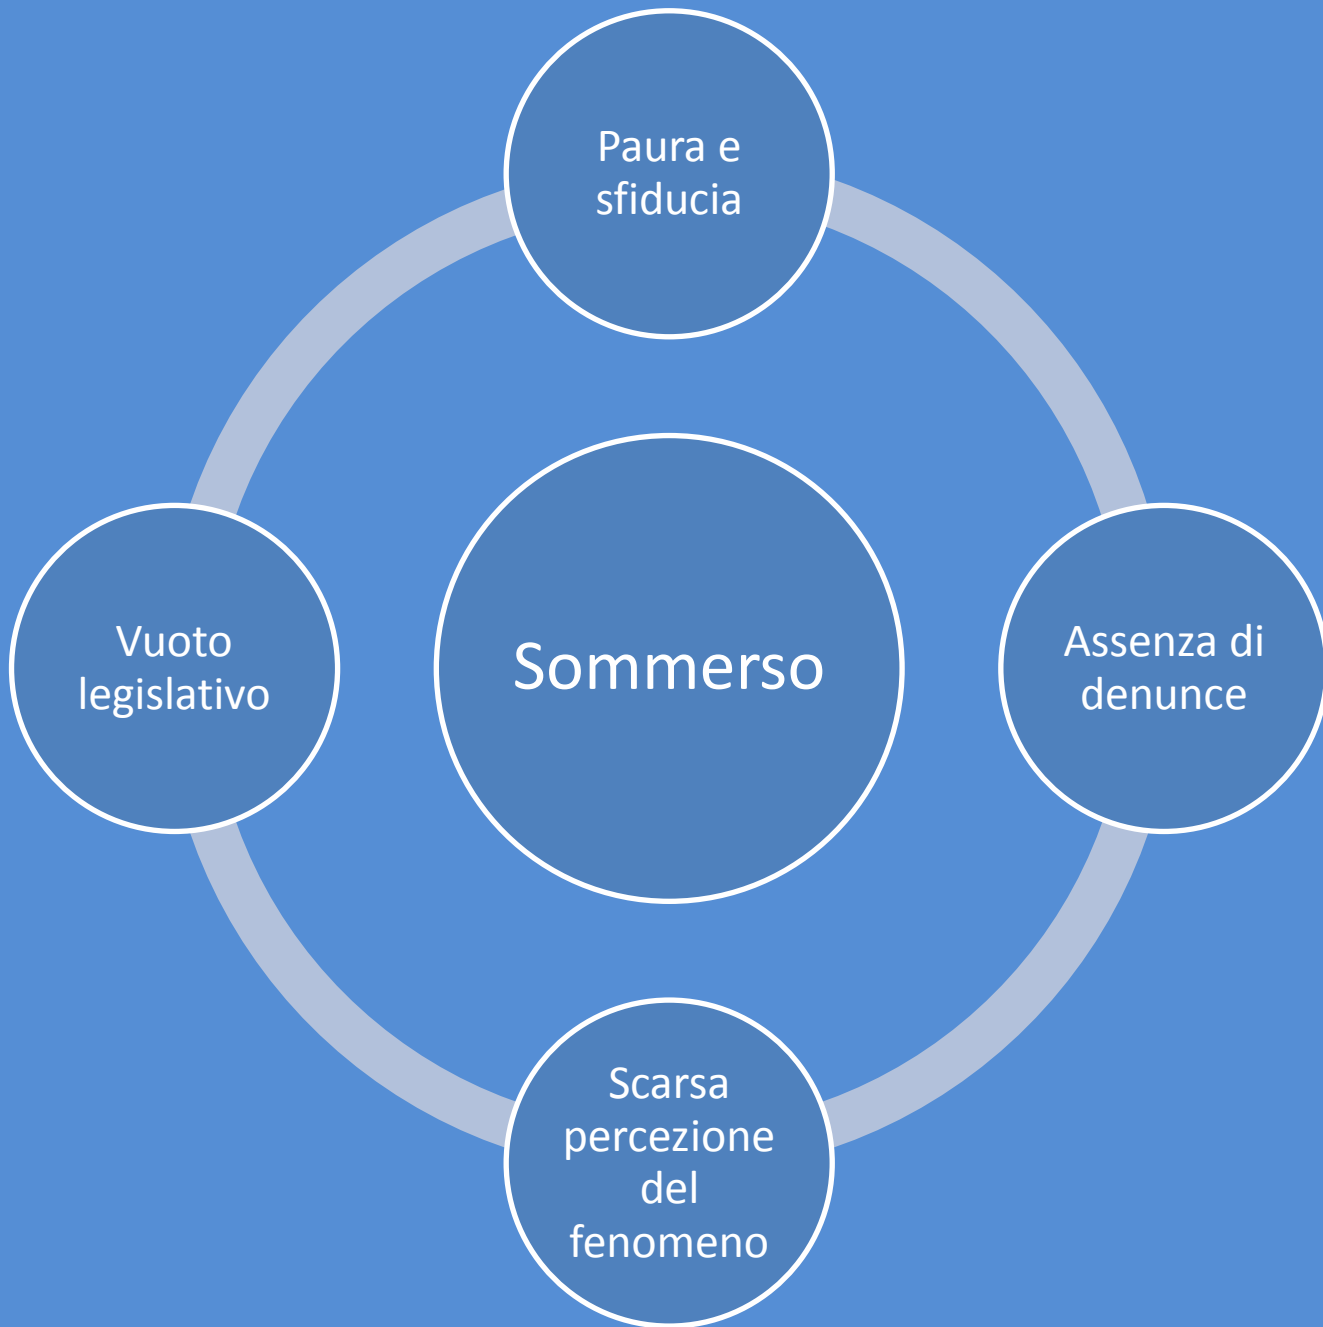 Paura e
sfiducia
Vuoto
legislativo
Sommerso
Assenza di
denunce
Scarsa
percezione
del
fenomeno